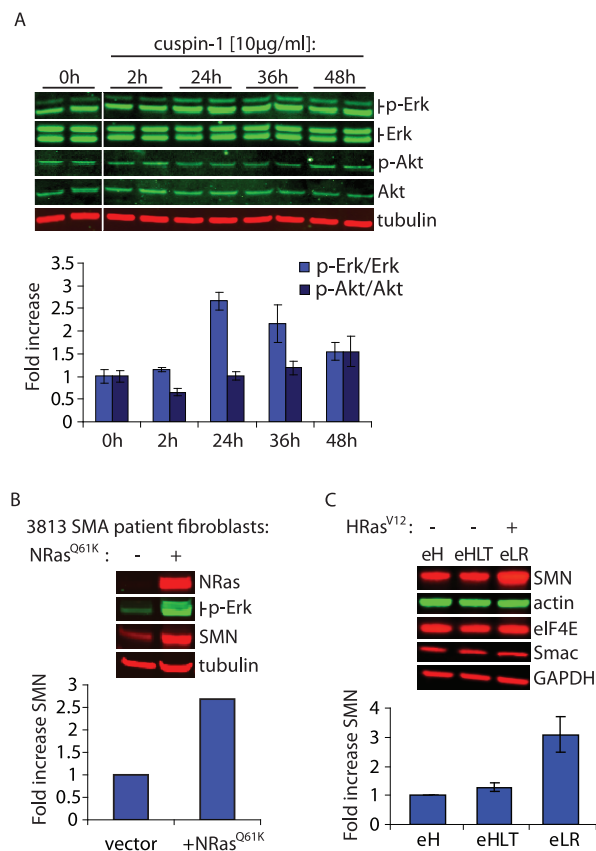 A
cuspin-1 [10µg/ml]:
0h 2h 24h 36h 48h
p-Erk
Erk
p-Akt
Akt
tubulin
3.5
3
2.5
2
1.5
1
0.5
0
Fold increase
p-Erk/Erk
p-Akt/Akt
0h 2h 24h 36h 48h
B
3813 SMA patient fibroblasts:
NRasQ61K : - +
NRas
p-Erk
SMN
tubulin
3
2.5
2
1.5
1
0.5
0
Fold increase SMN
vector +NRasQ61K
C
HRasV12 : - - +
eH eHLT eLR
SMN
actin
eIF4E
Smac
GAPDH
4
3
2
1
0
Fold increase SMN
eH eHLT eLR